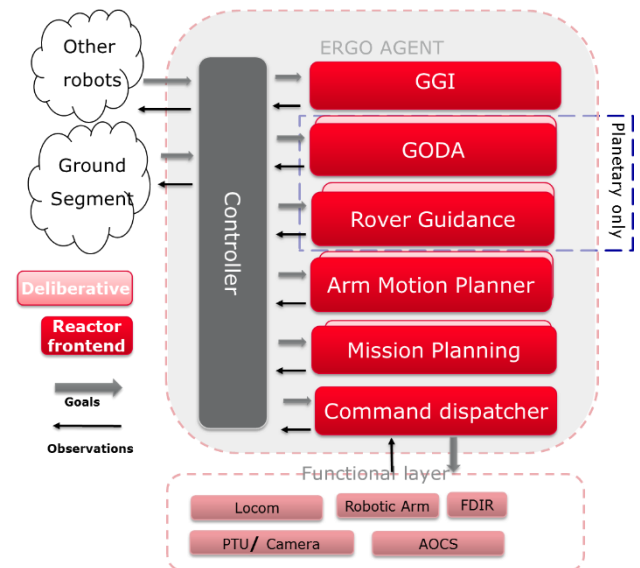 Other
robots
Ground
Segment
Deliberative
Reactor
frontend
Goals
Observations
ERGO AGENT
Controller
GGI
GODA
Rover Guidance
Arm Motion Planner
Mission Planning
Command dispatcher
Planetary only
Functional layer
Locom
Robotic Arm
FDIR
PTU/ Camera
AOCS